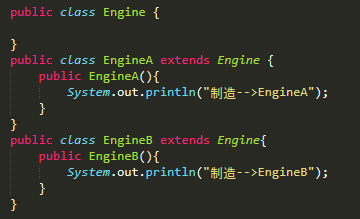 public class Engine {
}
public class EngineA extends Engine {
public EngineA(){
System.out.println("制造-->EngineA");
}
}
public class EngineB extends Engine{
public EngineB(){
System.out.println("制造-->EngineB");
}
}